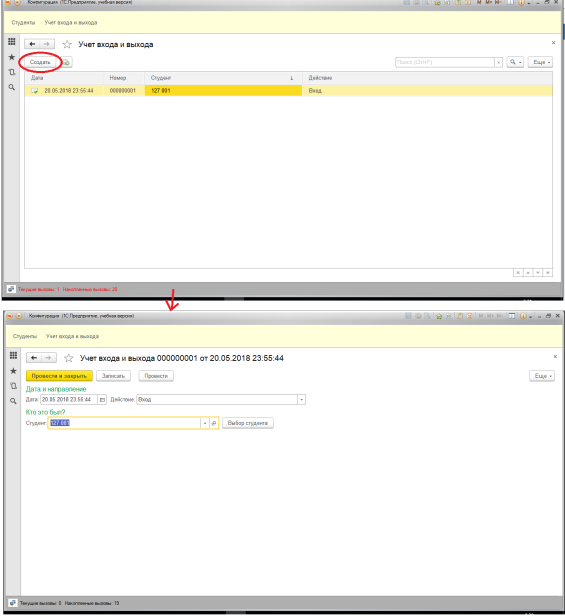 Конфигурация (1С:Предприятие, учебная версия)
M M+ M-
Студенты Учет входа и выхода
Учет входа и выхода
Создать Поиск (Ctrl+F) Еще
Дата Номер Студент ↓ Действие
20.05.2018 23:55:44 000000001 127 001 Вход
Текущие вызовы: 1 Накопленные вызовы: 20
Конфигурация (1С:Предприятие, учебная версия)
M M+ M-
Студенты Учет входа и выхода
Учет входа и выхода 000000001 от 20.05.2018 23:55:44
Провести и закрыть Записать Провести Еще
Дата и направление
Дата: 20.05.2018 23:55:44 Действие: Вход
Кто это был?
Студент: 127 001 Выбор студента
Текущие вызовы: 0 Накопленные вызовы: 19